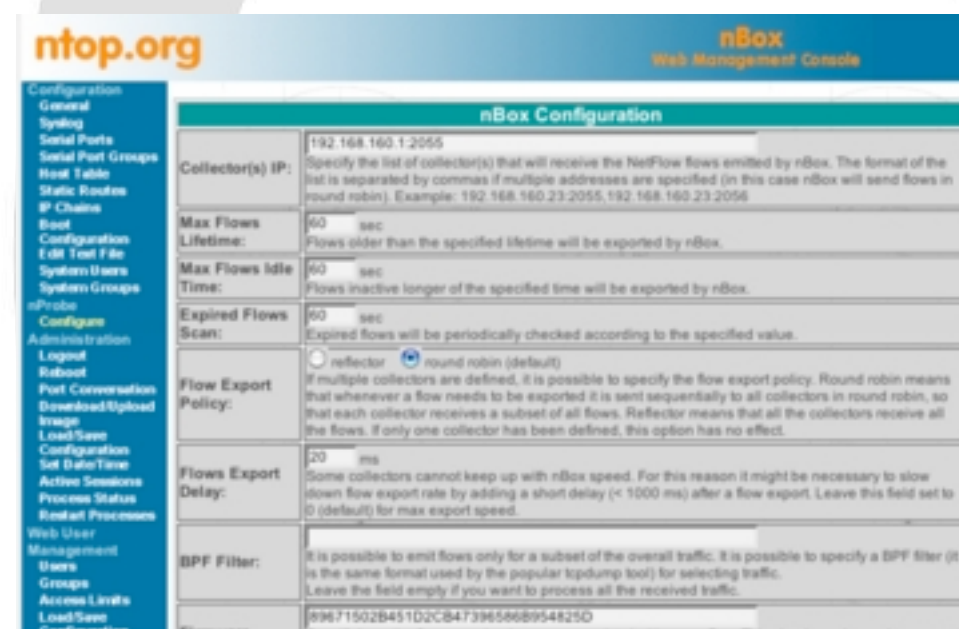 ntop.org
nBox
Web Management Console
Configuration
General
Syslog
Serial Ports
Serial Port Groups
Host Table
Static Routes
IP Chains
Boot
Configuration
Edit Text File
System Users
System Groups
nProbe
Configure
Administration
Logout
Reboot
Port Conversation
Download/Upload
Image
Load/Save
Configuration
Set Date/Time
Active Sessions
Process Status
Restart Processes
Web User
Management
Users
Groups
Access Limits
Load/Save
Configuration
nBox Configuration
Collector(s) IP:
192.168.160.1:2055
Specify the list of collector(s) that will receive the NetFlow flows emitted by nBox. The format of the
list is separated by commas if multiple addresses are specified (in this case nBox will send flows in
round robin). Example: 192.168.160.23:2055,192.168.160.23:2056
Max Flows
Lifetime:
60 sec
Flows older than the specified lifetime will be exported by nBox.
Max Flows Idle
Time:
60 sec
Flows inactive longer of the specified time will be exported by nBox.
Expired Flows
Scan:
60 sec
Expired flows will be periodically checked according to the specified value.
Flow Export
Policy:
reflector round robin (default)
If multiple collectors are defined, it is possible to specify the flow export policy. Round robin means
that whenever a flow needs to be exported it is sent sequentially to all collectors in round robin, so
that each collector receives a subset of all flows. Reflector means that all the collectors receive all
the flows. If only one collector has been defined, this option has no effect.
Flows Export
Delay:
20 ms
Some collectors cannot keep up with nBox speed. For this reason it might be necessary to slow
down flow export rate by adding a short delay (< 1000 ms) after a flow export. Leave this field set to
0 (default) for max export speed.
BPF Filter:
It is possible to emit flows only for a subset of the overall traffic. It is possible to specify a BPF filter (it
is the same format used by the popular tcpdump tool) for selecting traffic.
Leave the field empty if you want to process all the received traffic.
89671502B451D2CB47396586B954825D